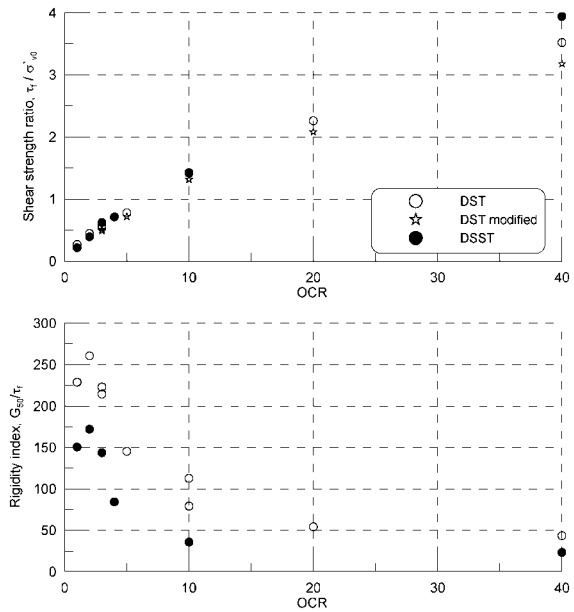 4
3
2
1
0
Shear strength ratio, τf / σ'v0
DST
DST modified
DSST
0 10 20 30 40
OCR
300
250
200
150
100
50
0
Rigidity index, G50/τf
0 10 20 30 40
OCR